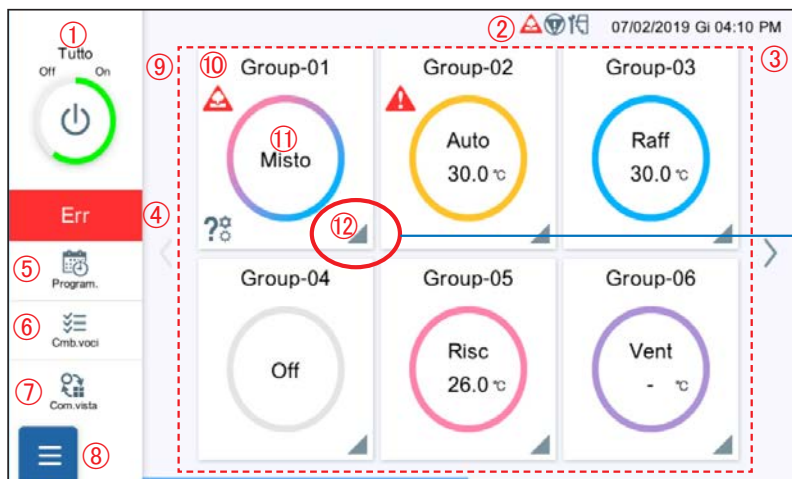 ①
Tutto
Off On
Err
④
⑤
Program.
⑥
Cmb.voci
⑦
Com.vista
⑧
② 07/02/2019 Gi 04:10 PM
③
⑨
⑩ Group-01
⑪
Misto
?
⑫
Group-02
Auto
30.0 °C
Group-03
Raff
30.0 °C
Group-04
Off
Group-05
Risc
26.0 °C
Group-06
Vent
- °C